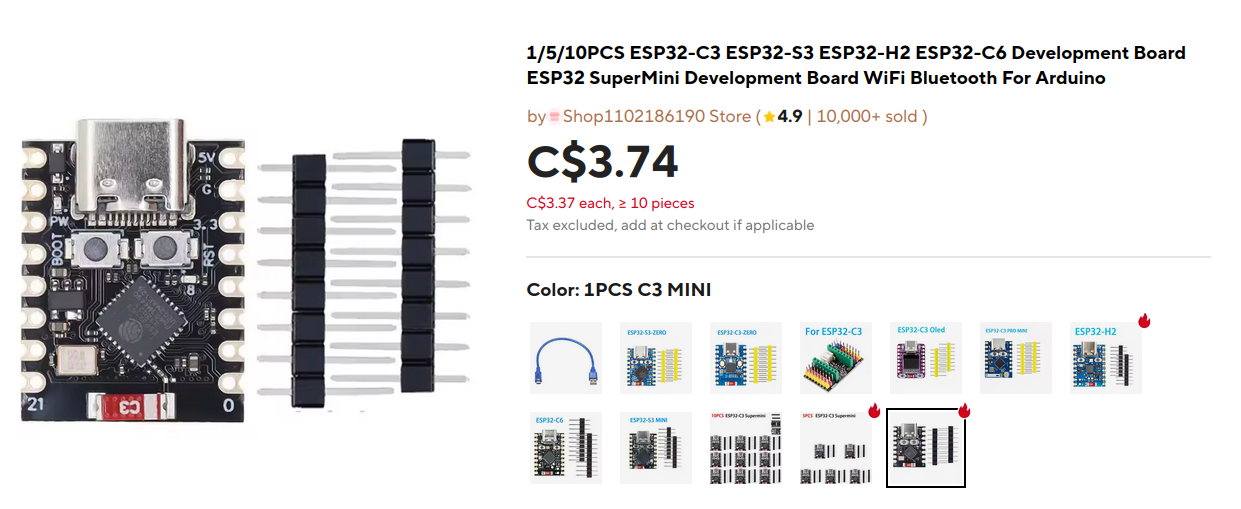 1/5/10PCS ESP32-C3 ESP32-S3 ESP32-H2 ESP32-C6 Development Board
ESP32 SuperMini Development Board WiFi Bluetooth For Arduino
by Shop1102186190 Store ( 4.9 | 10,000+ sold )
C$3.74
C$3.37 each, ≥ 10 pieces
Tax excluded, add at checkout if applicable
Color: 1PCS C3 MINI
5V
G
PW
3.3
BOOT
RST
8
21
C3
0
ESP32-S3-ZERO
ESP32-C3-ZERO
For ESP32-C3
ESP32-C3 Oled
ESP32-C3 PRO MINI
ESP32-H2
ESP32-C6
ESP32-S3 MINI
10PCS ESP32-C3 Supermini
5PCS ESP32-C3 Supermini